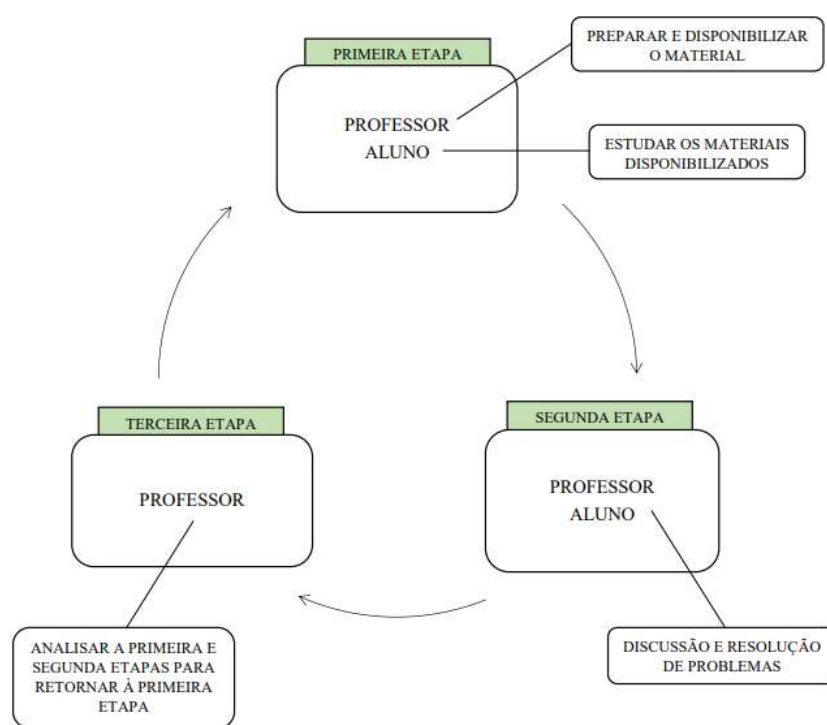 PRIMEIRA ETAPA
PROFESSOR
ALUNO
PREPARAR E DISPONIBILIZAR
O MATERIAL
ESTUDAR OS MATERIAIS
DISPONIBILIZADOS
SEGUNDA ETAPA
PROFESSOR
ALUNO
DISCUSSÃO E RESOLUÇÃO
DE PROBLEMAS
TERCEIRA ETAPA
PROFESSOR
ANALISAR A PRIMEIRA E
SEGUNDA ETAPAS PARA
RETORNAR À PRIMEIRA
ETAPA